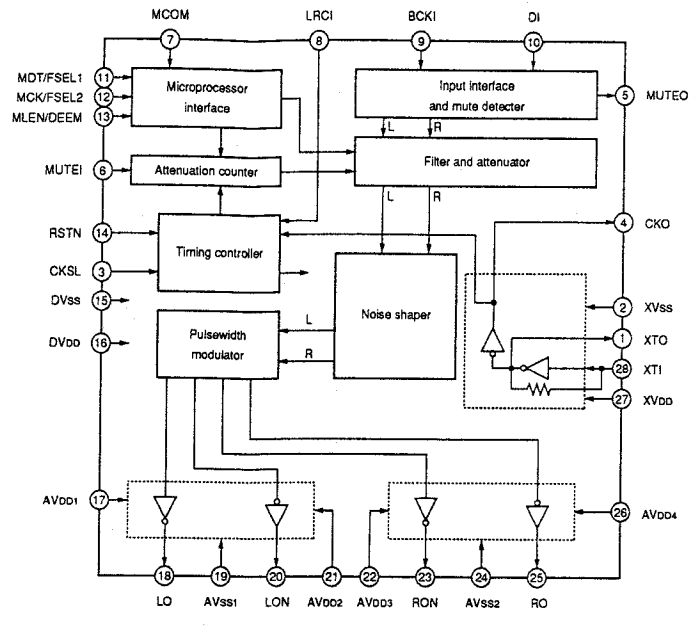 MCOM
LRCI
BCKI
DI
7
8
9
10
MDT/FSEL1
11
MCK/FSEL2
12
MLEN/DEEM
13
Microprocessor
interface
Input interface
and mute detecter
5
MUTEO
L
R
MUTEI
6
Attenuation counter
Filter and attenuator
L
R
4
CKO
RSTN
14
Timing controller
CKSL
3
DVSS
15
DVDD
16
Pulsewidth
modulator
L
R
Noise shaper
2
XVSS
1
XTO
28
XTI
27
XVDD
AVDD1
17
26
AVDD4
18
19
20
21
22
23
24
25
LO
AVSS1
LON
AVDD2
AVDD3
RON
AVSS2
RO